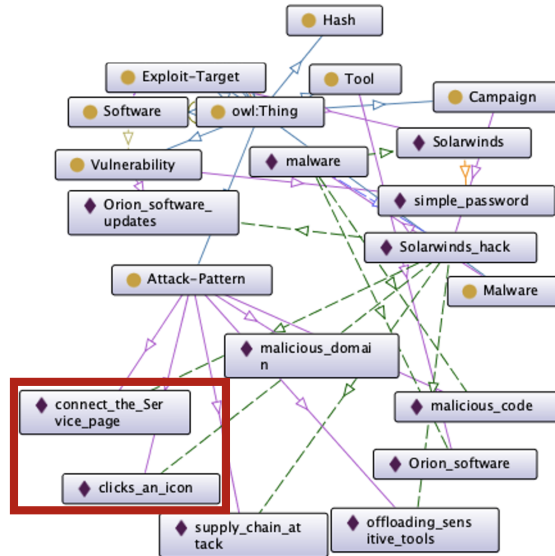 Hash
Exploit-Target
Tool
Software
owl:Thing
Campaign
Solarwinds
Vulnerability
malware
simple_password
Orion_software_
updates
Solarwinds_hack
Attack-Pattern
Malware
malicious_domai
n
connect_the_Ser
vice_page
malicious_code
Orion_software
clicks_an_icon
supply_chain_at
tack
offloading_sens
itive_tools